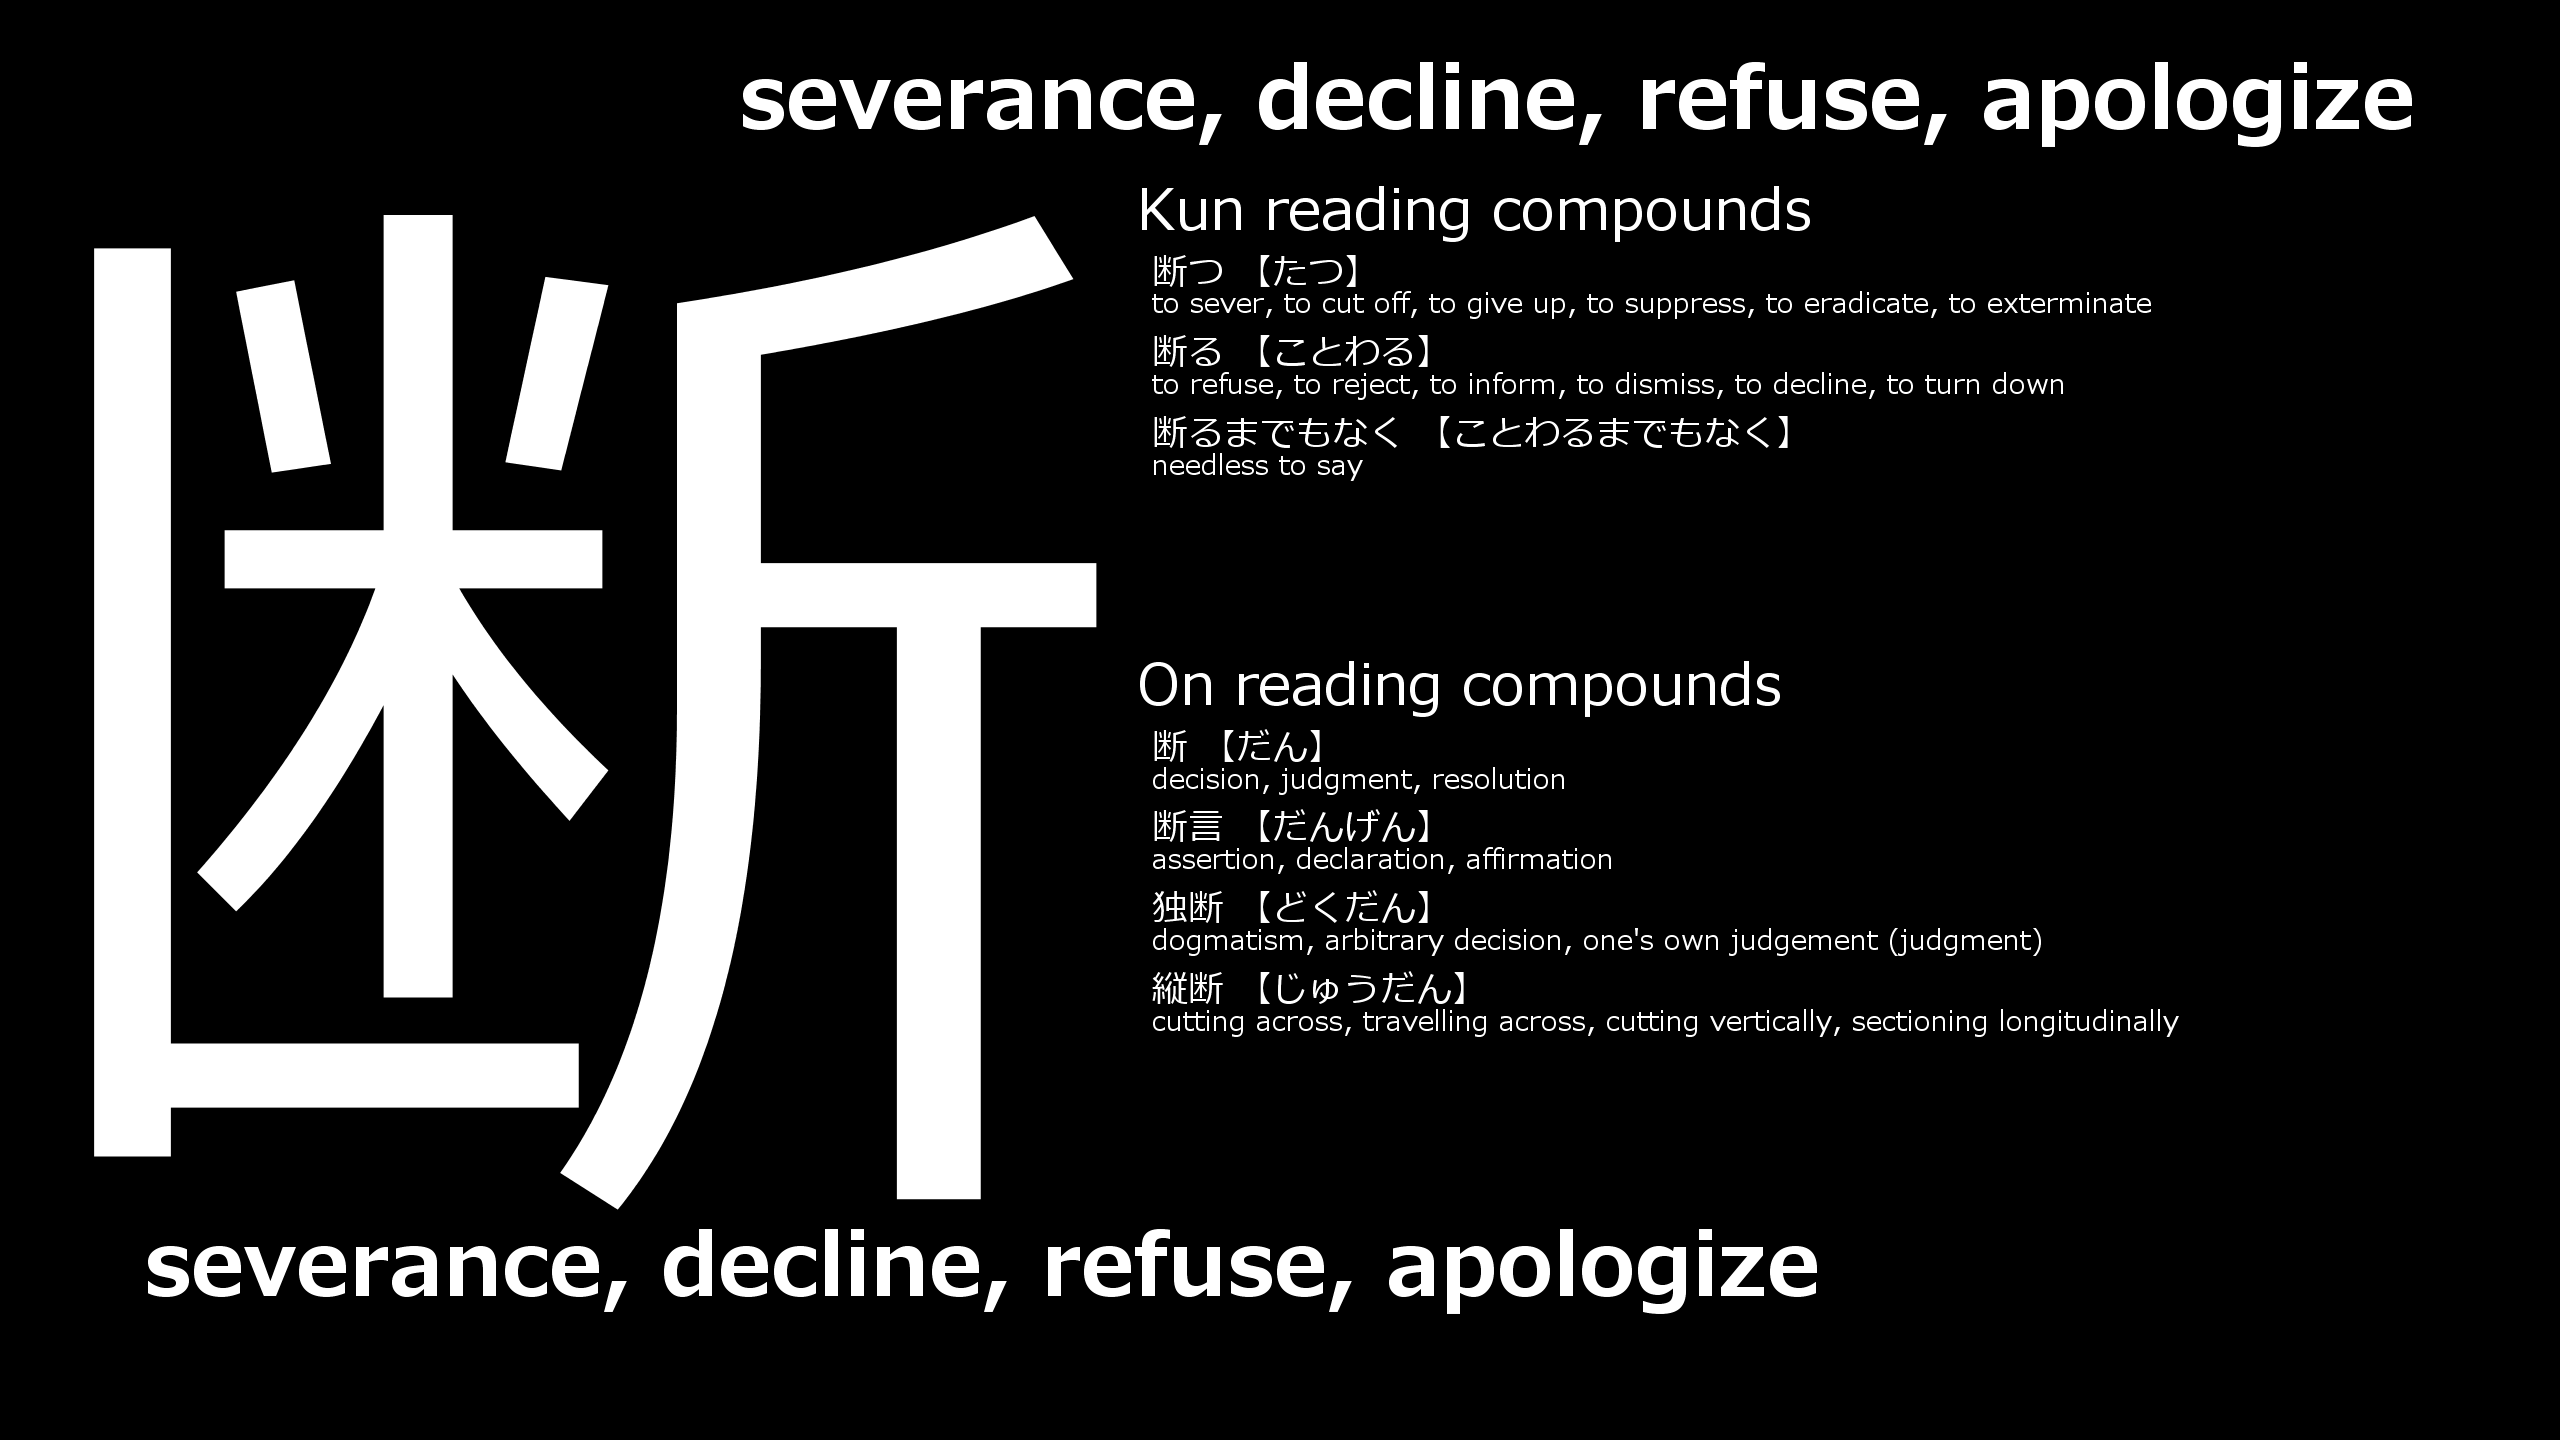 severance, decline, refuse, apologize
断
Kun reading compounds
断つ 【たつ】
to sever, to cut off, to give up, to suppress, to eradicate, to exterminate
断る 【ことわる】
to refuse, to reject, to inform, to dismiss, to decline, to turn down
断るまでもなく 【ことわるまでもなく】
needless to say
On reading compounds
断 【だん】
decision, judgment, resolution
断言 【だんげん】
assertion, declaration, affirmation
独断 【どくだん】
dogmatism, arbitrary decision, one's own judgement (judgment)
縦断 【じゅうだん】
cutting across, travelling across, cutting vertically, sectioning longitudinally
severance, decline, refuse, apologize